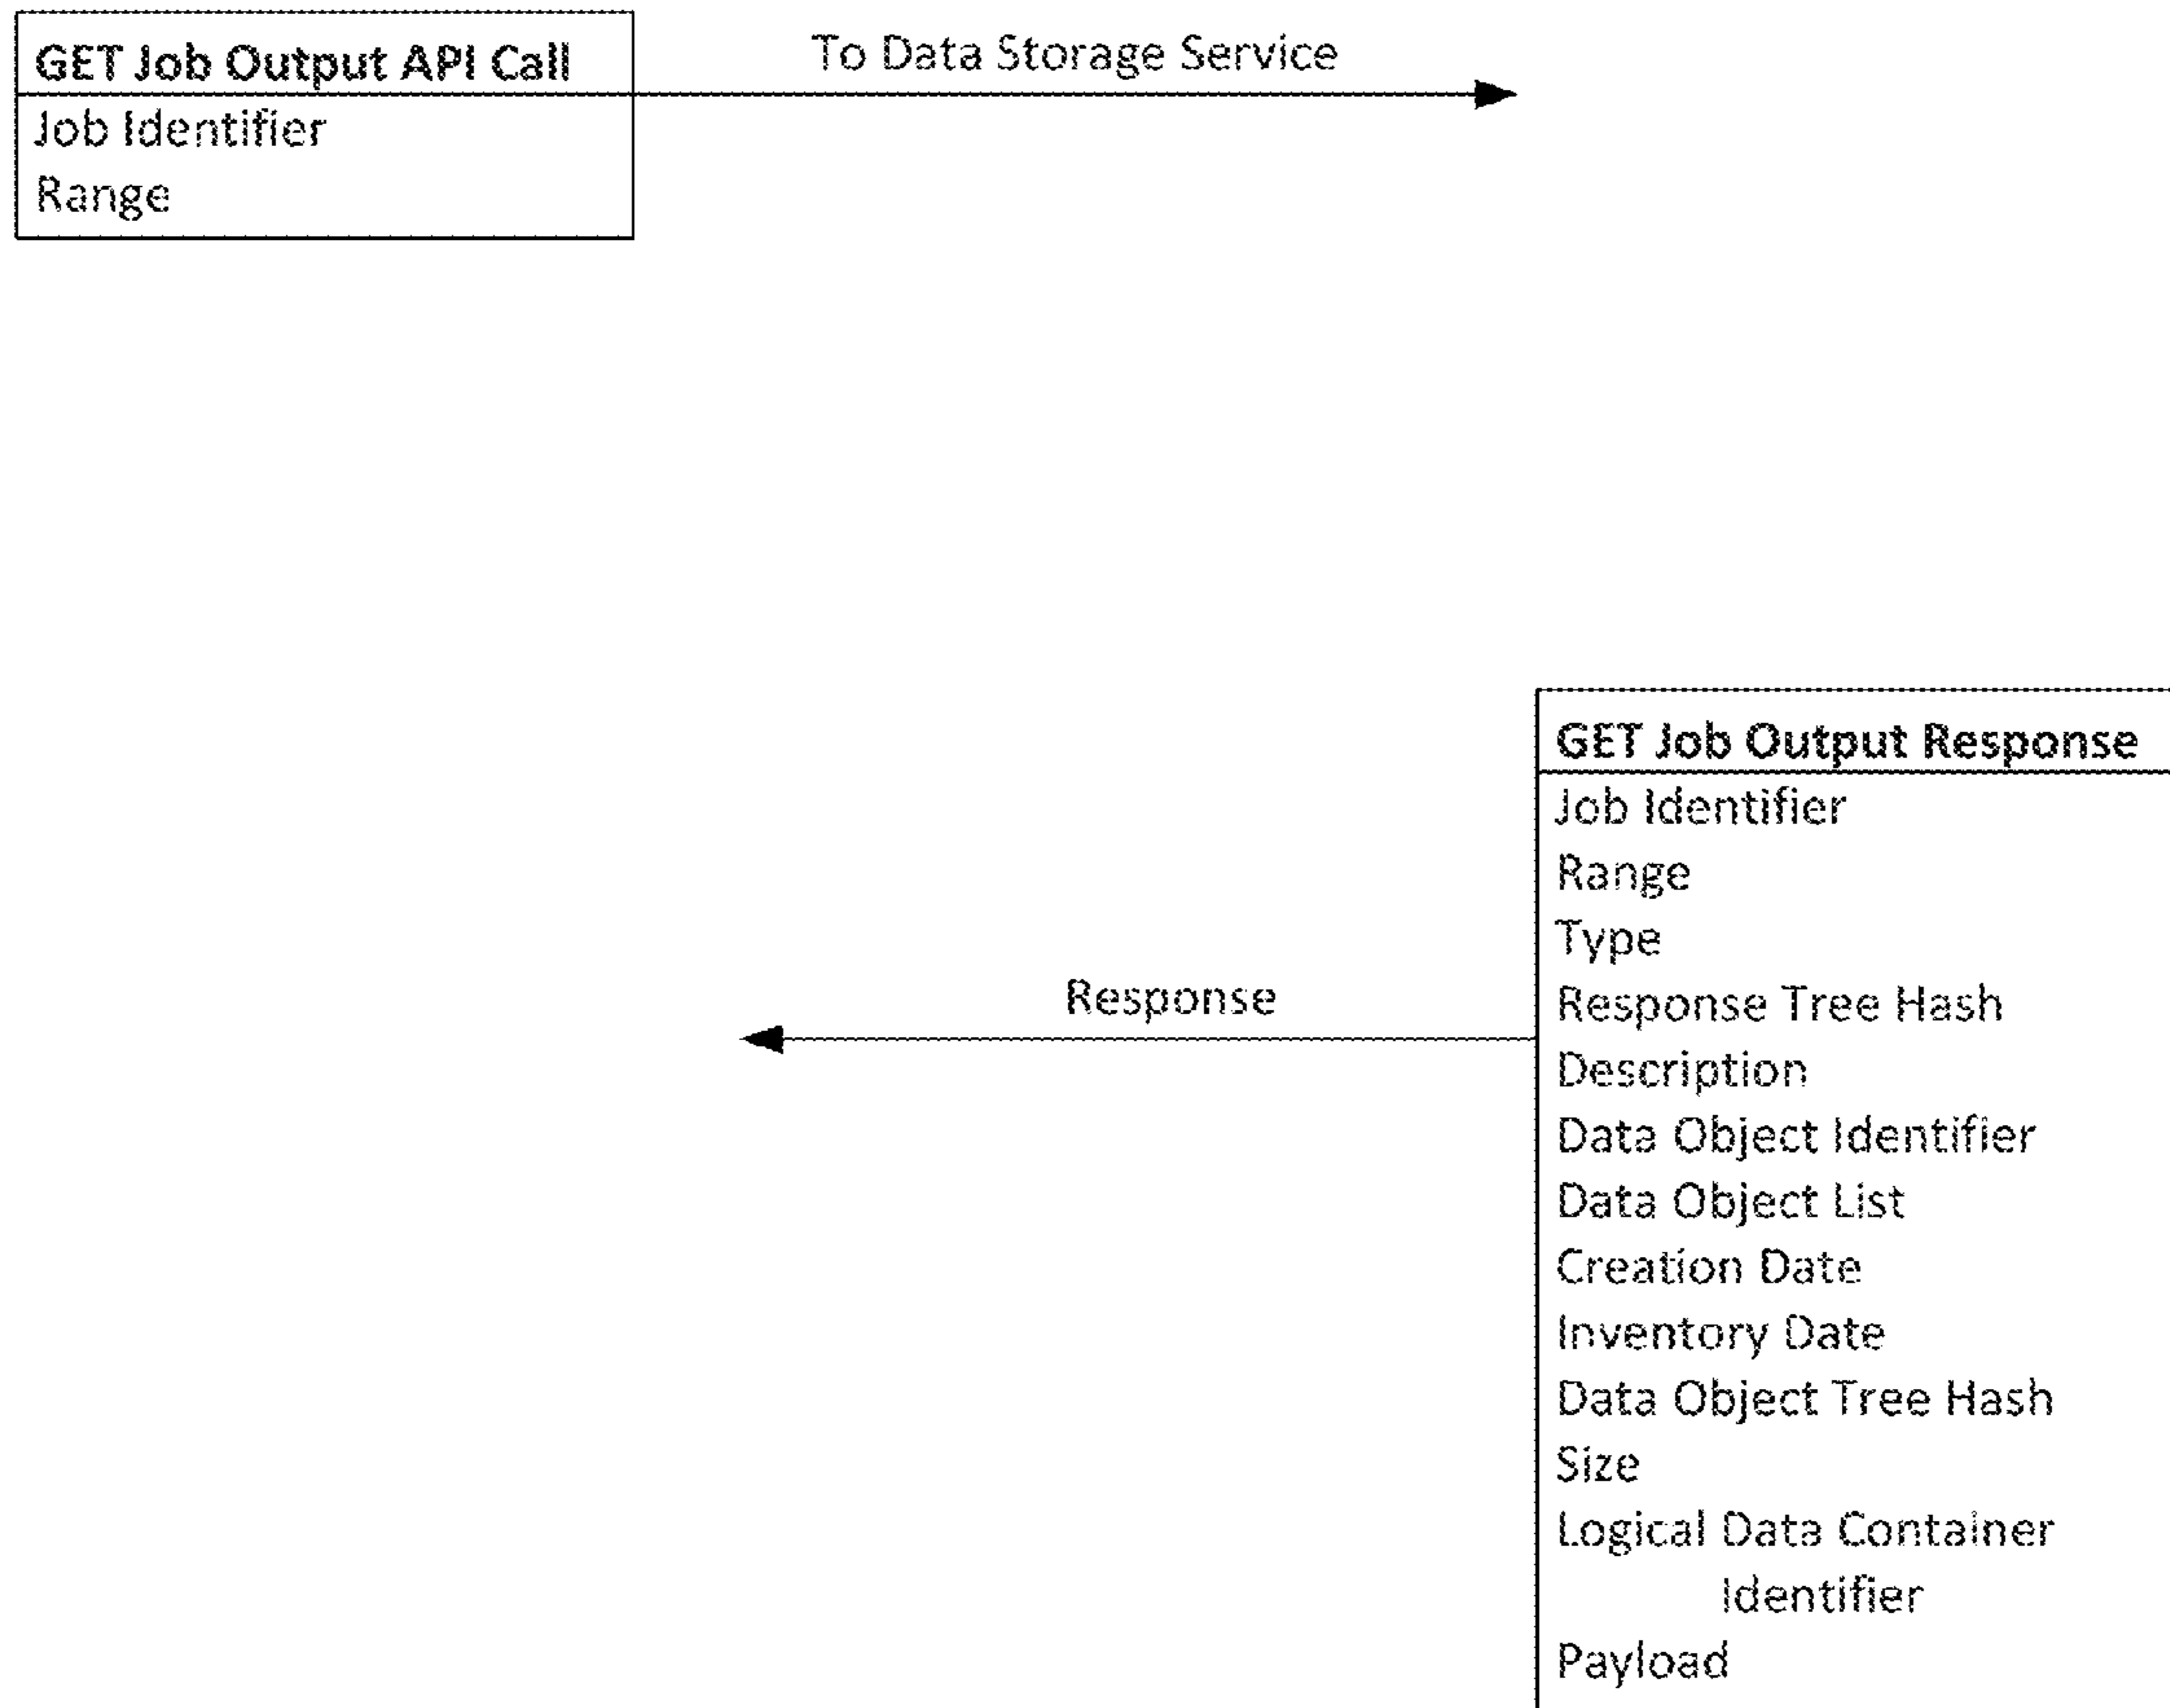 GET Job Output API Call
To Data Storage Service
Job Identifier
Range
GET Job Output Response
Job Identifier
Range
Type
Response Tree Hash
Response
Description
Data Object Identifier
Data Object List
Creation Date
Inventory Date
Data Object Tree Hash
Size
Logical Data Container
Identifier
Payload